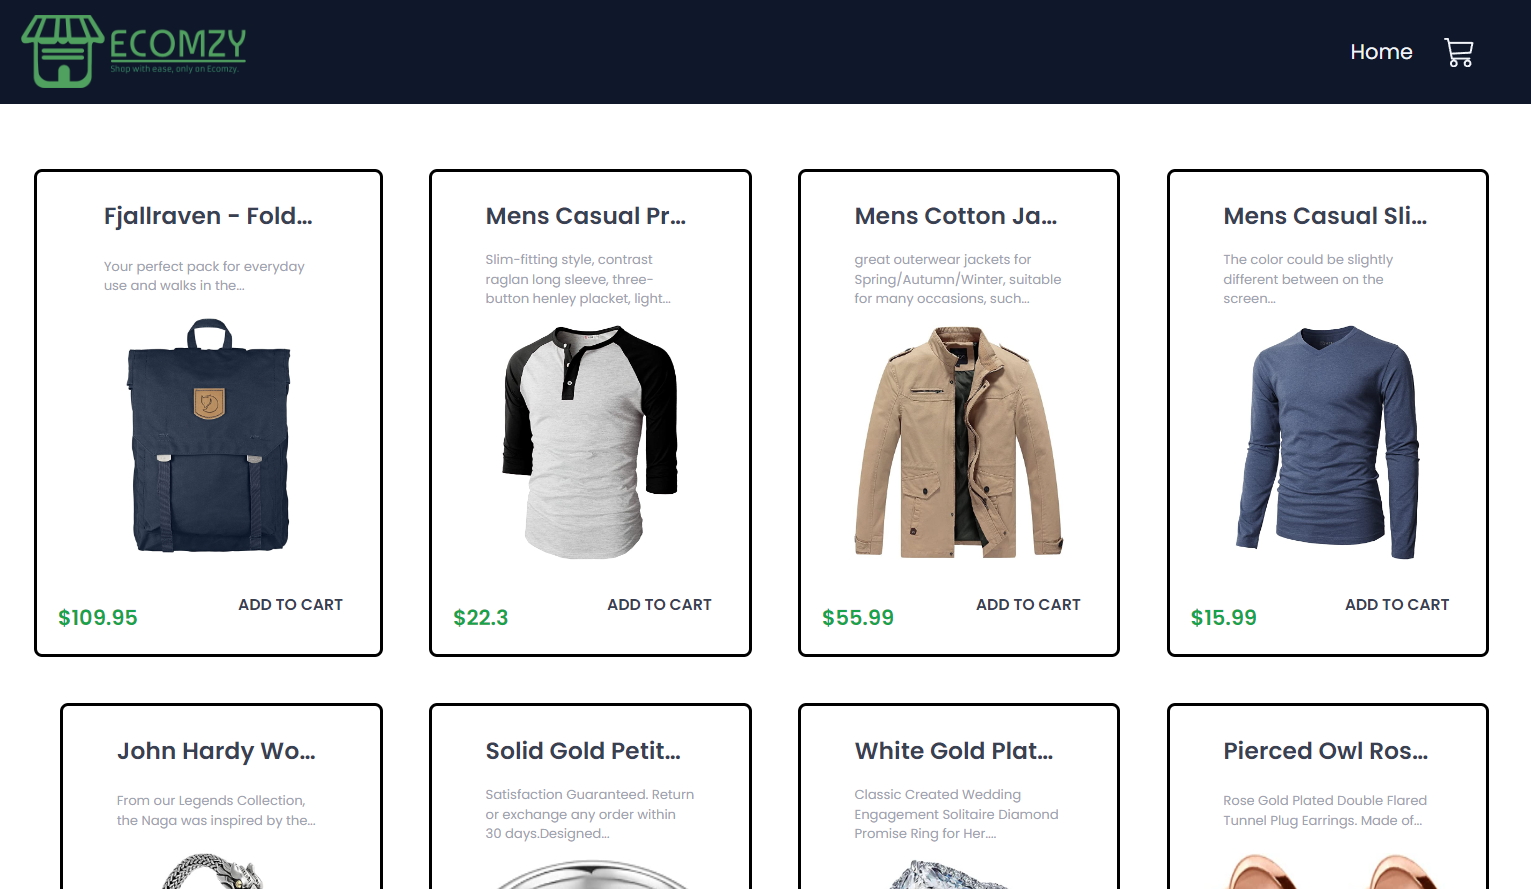 ECOMZY
Shop with ease, only on Ecomzy.
Home
Fjallraven - Fold...
Your perfect pack for everyday
use and walks in the...
$109.95
ADD TO CART
Mens Casual Pr...
Slim-fitting style, contrast
raglan long sleeve, three-
button henley placket, light...
$22.3
ADD TO CART
Mens Cotton Ja...
great outerwear jackets for
Spring/Autumn/Winter, suitable
for many occasions, such...
$55.99
ADD TO CART
Mens Casual Sli...
The color could be slightly
different between on the
screen...
$15.99
ADD TO CART
John Hardy Wo...
From our Legends Collection,
the Naga was inspired by the...
Solid Gold Petit...
Satisfaction Guaranteed. Return
or exchange any order within
30 days.Designed...
White Gold Plat...
Classic Created Wedding
Engagement Solitaire Diamond
Promise Ring for Her....
Pierced Owl Ros...
Rose Gold Plated Double Flared
Tunnel Plug Earrings. Made of...